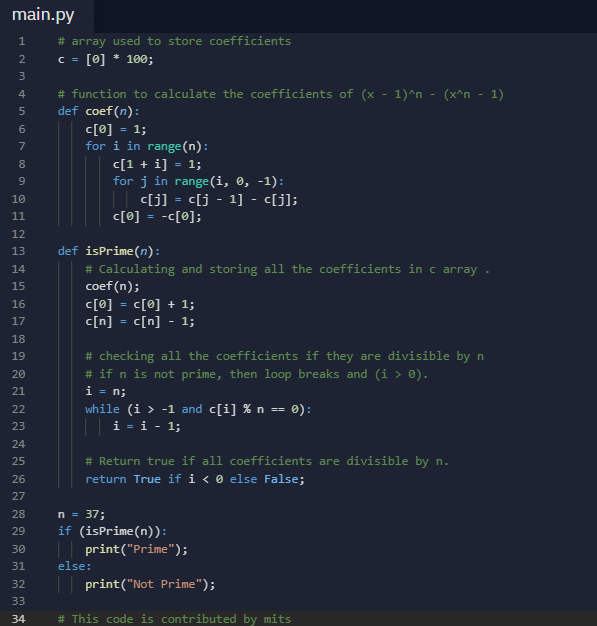 main.py
1 # array used to store coefficients
2 c = [0] * 100;
3
4 # function to calculate the coefficients of (x - 1)^n - (x^n - 1)
5 def coef(n):
6 c[0] = 1;
7 for i in range(n):
8 c[1 + i] = 1;
9 for j in range(i, 0, -1):
10 c[j] = c[j - 1] - c[j];
11 c[0] = -c[0];
12
13 def isPrime(n):
14 # Calculating and storing all the coefficients in c array .
15 coef(n);
16 c[0] = c[0] + 1;
17 c[n] = c[n] - 1;
18
19 # checking all the coefficients if they are divisible by n
20 # if n is not prime, then loop breaks and (i > 0).
21 i = n;
22 while (i > -1 and c[i] % n == 0):
23 i = i - 1;
24
25 # Return true if all coefficients are divisible by n.
26 return True if i < 0 else False;
27
28 n = 37;
29 if (isPrime(n)):
30 print("Prime");
31 else:
32 print("Not Prime");
33
34 # This code is contributed by mits